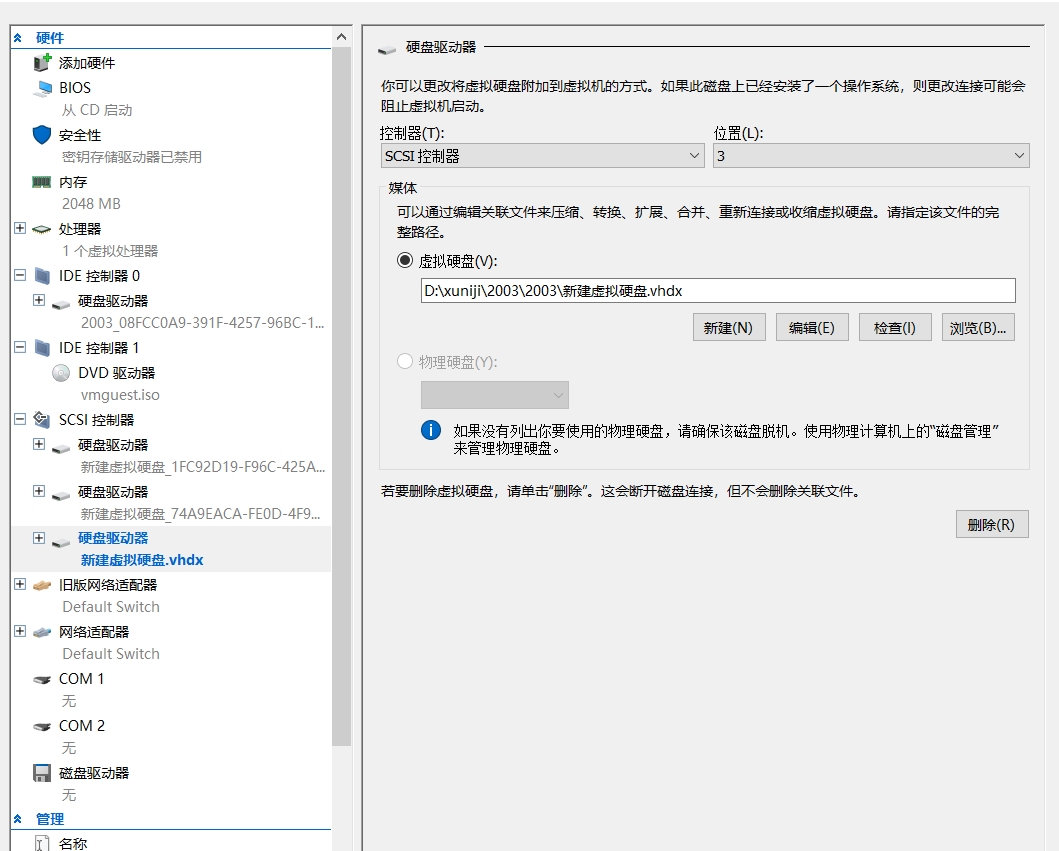 硬件
添加硬件
BIOS
从 CD 启动
安全性
密钥存储驱动器已禁用
内存
2048 MB
处理器
1 个虚拟处理器
IDE 控制器 0
硬盘驱动器
2003_08FCC0A9-391F-4257-96BC-1...
IDE 控制器 1
DVD 驱动器
vmguest.iso
SCSI 控制器
硬盘驱动器
新建虚拟硬盘_1FC92D19-F96C-425A...
硬盘驱动器
新建虚拟硬盘_74A9EACA-FE0D-4F9...
硬盘驱动器
新建虚拟硬盘.vhdx
旧版网络适配器
Default Switch
网络适配器
Default Switch
COM 1
无
COM 2
无
磁盘驱动器
无
管理
名称
硬盘驱动器
你可以更改将虚拟硬盘附加到虚拟机的方式。如果此磁盘上已经安装了一个操作系统，则更改连接可能会
阻止虚拟机启动。
控制器(T): 位置(L):
SCSI 控制器 3
媒体
可以通过编辑关联文件来压缩、转换、扩展、合并、重新连接或收缩虚拟硬盘。请指定该文件的完
整路径。
虚拟硬盘(V):
D:\xuniji\2003\2003\新建虚拟硬盘.vhdx
新建(N) 编辑(E) 检查(I) 浏览(B)...
物理硬盘(Y):
如果没有列出你要使用的物理硬盘，请确保该磁盘脱机。使用物理计算机上的“磁盘管理”
来管理物理硬盘。
若要删除虚拟硬盘，请单击“删除”。这会断开磁盘连接，但不会删除关联文件。
删除(R)